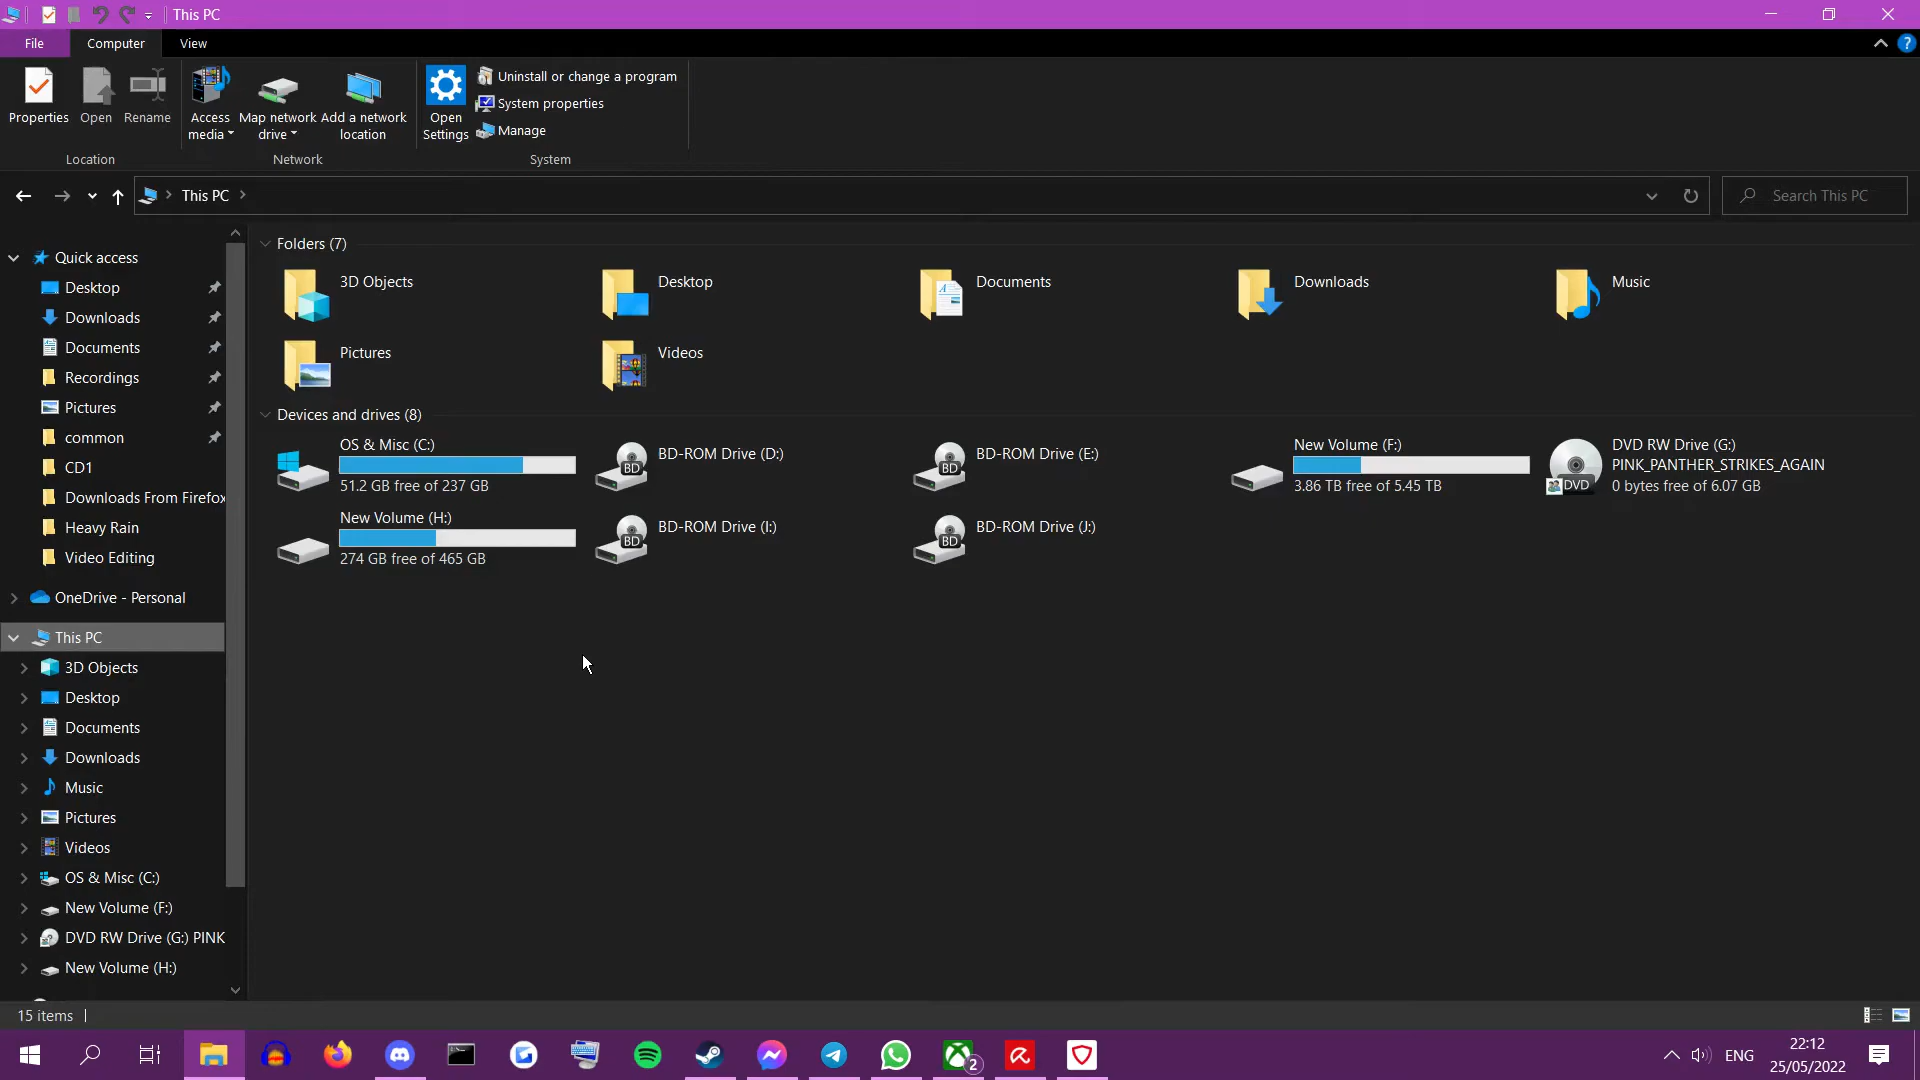 This PC
File
Computer
View
?
Properties
Open
Rename
Access media
Map network drive
Add a network location
Open Settings
Uninstall or change a program
System properties
Manage
Location
Network
System
This PC
Search This PC
Quick access
Desktop
Downloads
Documents
Recordings
Pictures
common
CD1
Downloads From Firefox
Heavy Rain
Video Editing
OneDrive - Personal
This PC
3D Objects
Desktop
Documents
Downloads
Music
Pictures
Videos
OS & Misc (C:)
New Volume (F:)
DVD RW Drive (G:) PINK
New Volume (H:)
Folders (7)
3D Objects
Desktop
Documents
Downloads
Music
Pictures
Videos
Devices and drives (8)
OS & Misc (C:)
51.2 GB free of 237 GB
BD
BD-ROM Drive (D:)
BD
BD-ROM Drive (E:)
New Volume (F:)
3.86 TB free of 5.45 TB
DVD
DVD RW Drive (G:)
PINK_PANTHER_STRIKES_AGAIN
0 bytes free of 6.07 GB
New Volume (H:)
274 GB free of 465 GB
BD
BD-ROM Drive (I:)
BD
BD-ROM Drive (J:)
15 items
2
ENG
22:12
25/05/2022